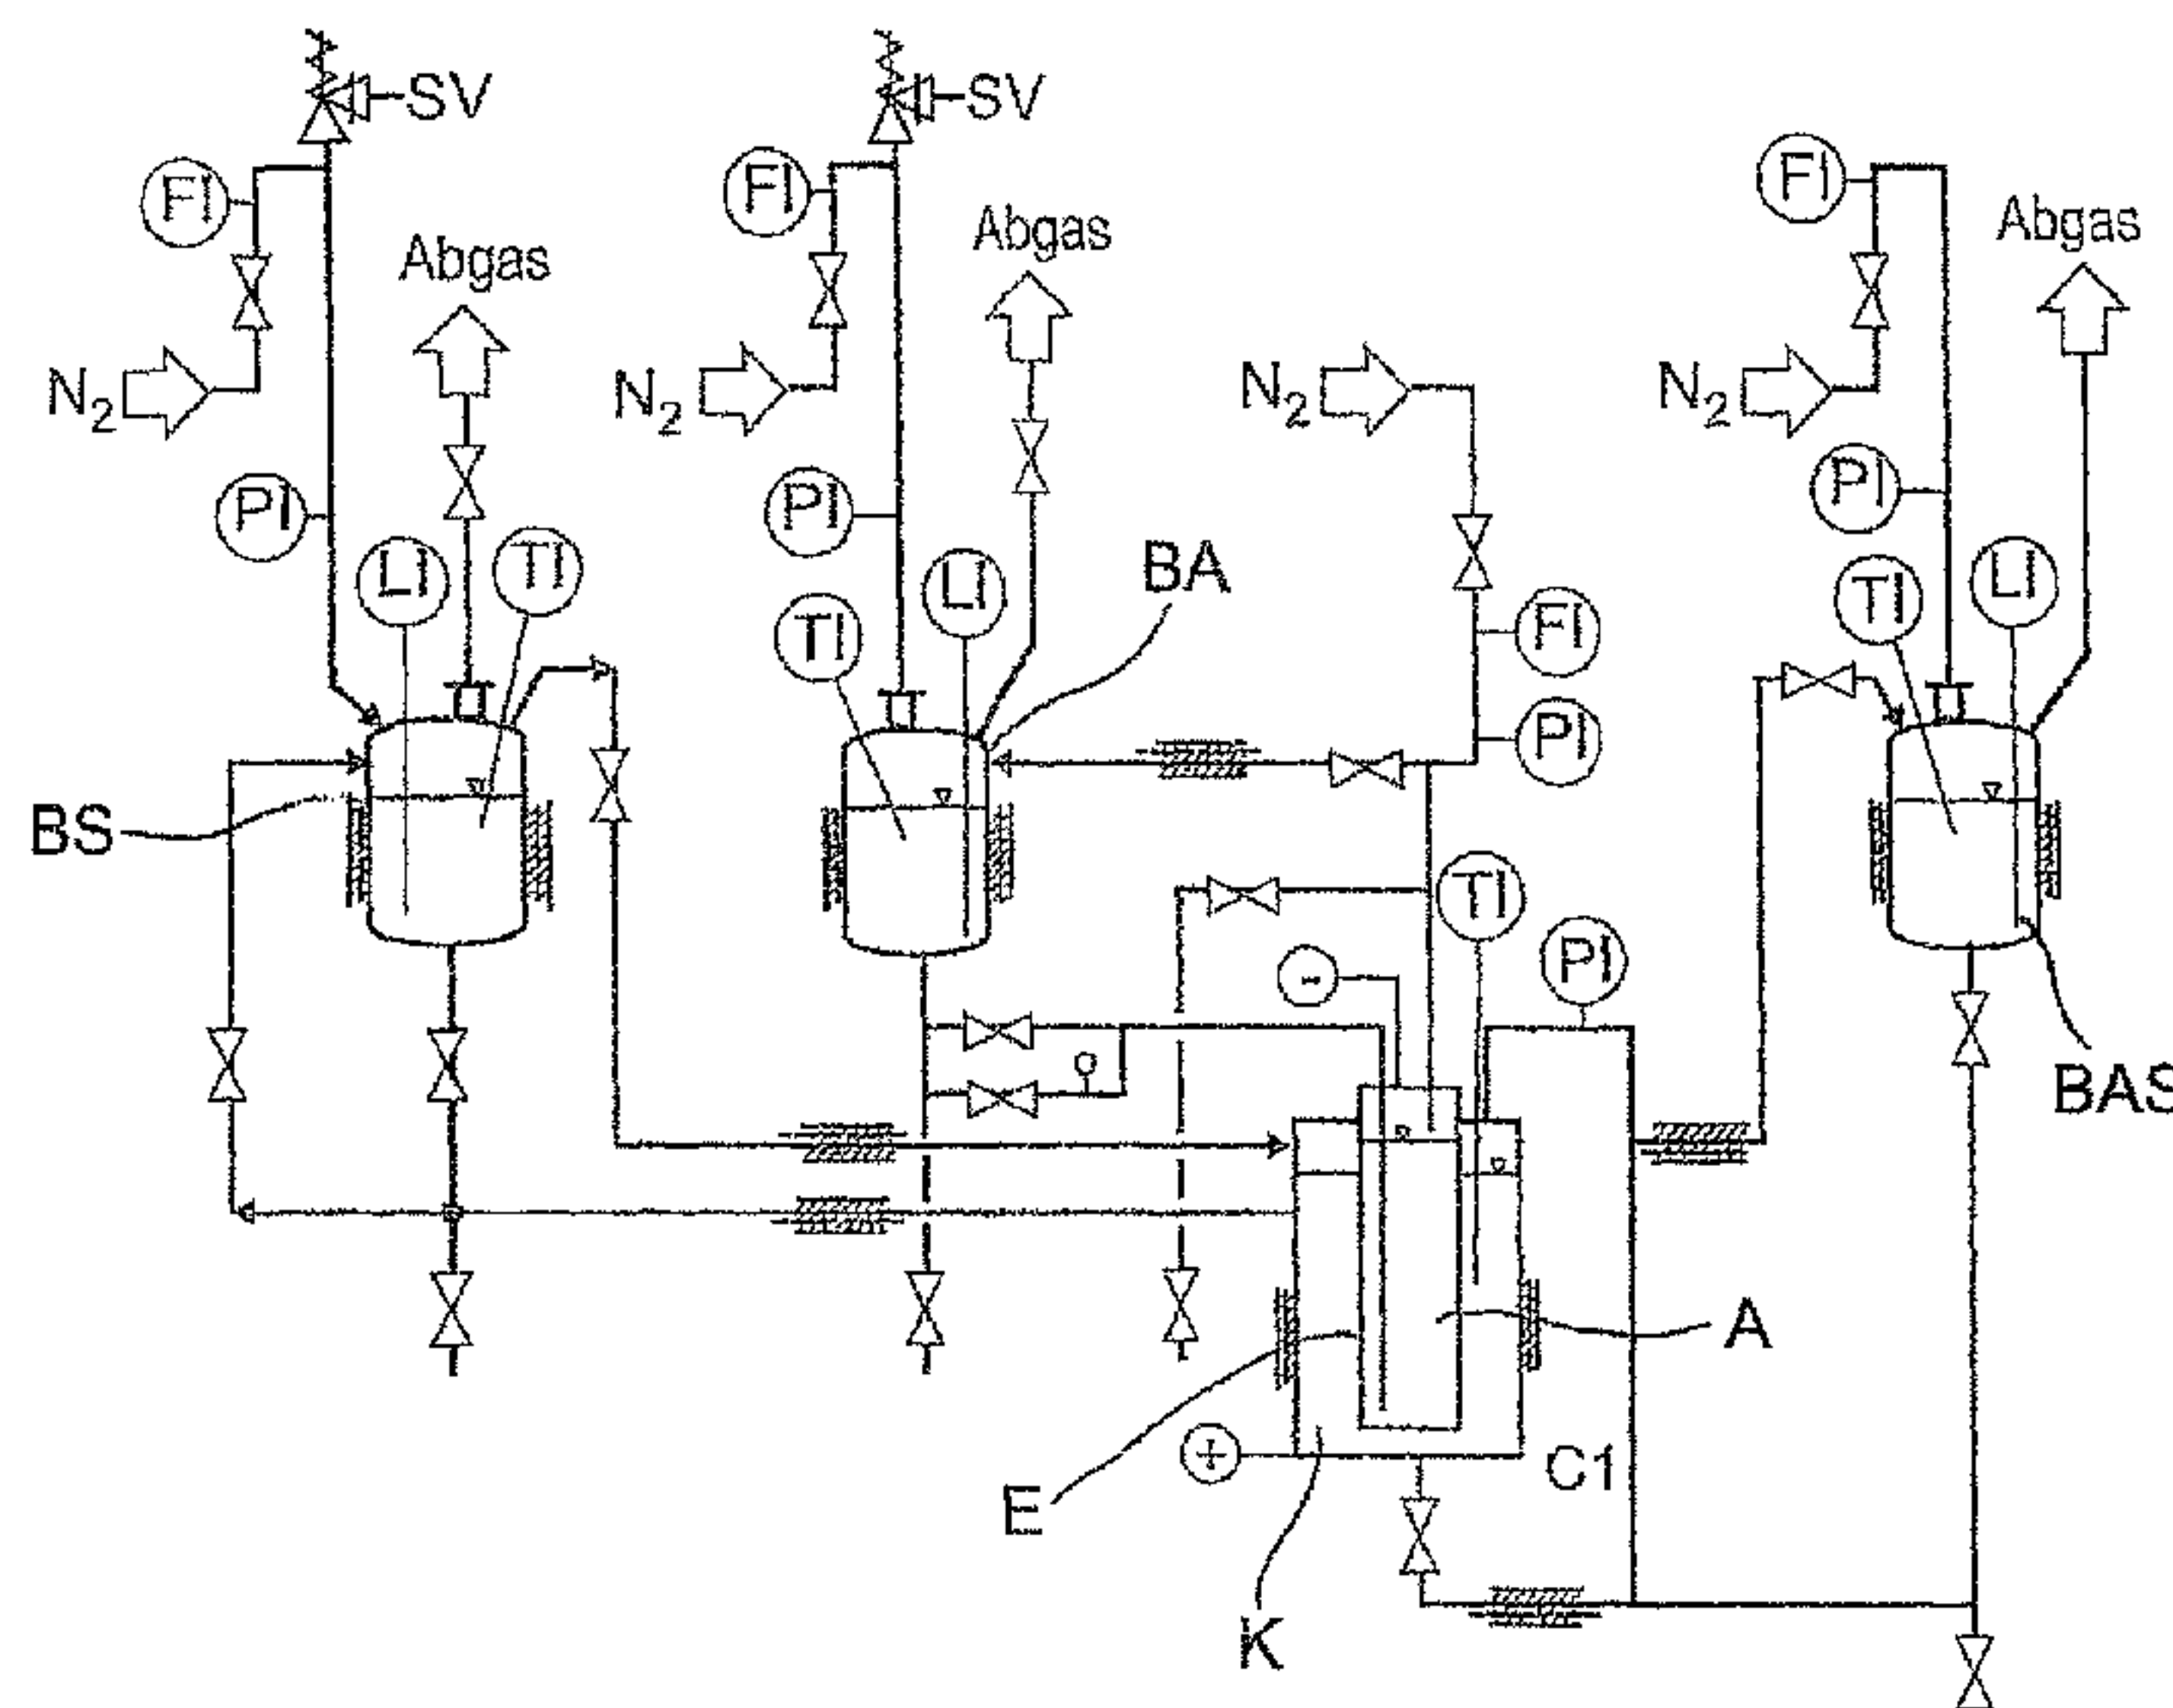 SV
SV
FI
FI
FI
Abgas
Abgas
Abgas
N₂
N₂
N₂
N₂
PI
PI
PI
LI
TI
BA
LI
TI
FI
TI
LI
PI
BS
TI
PI
-
BAS
A
E
+
C1
K